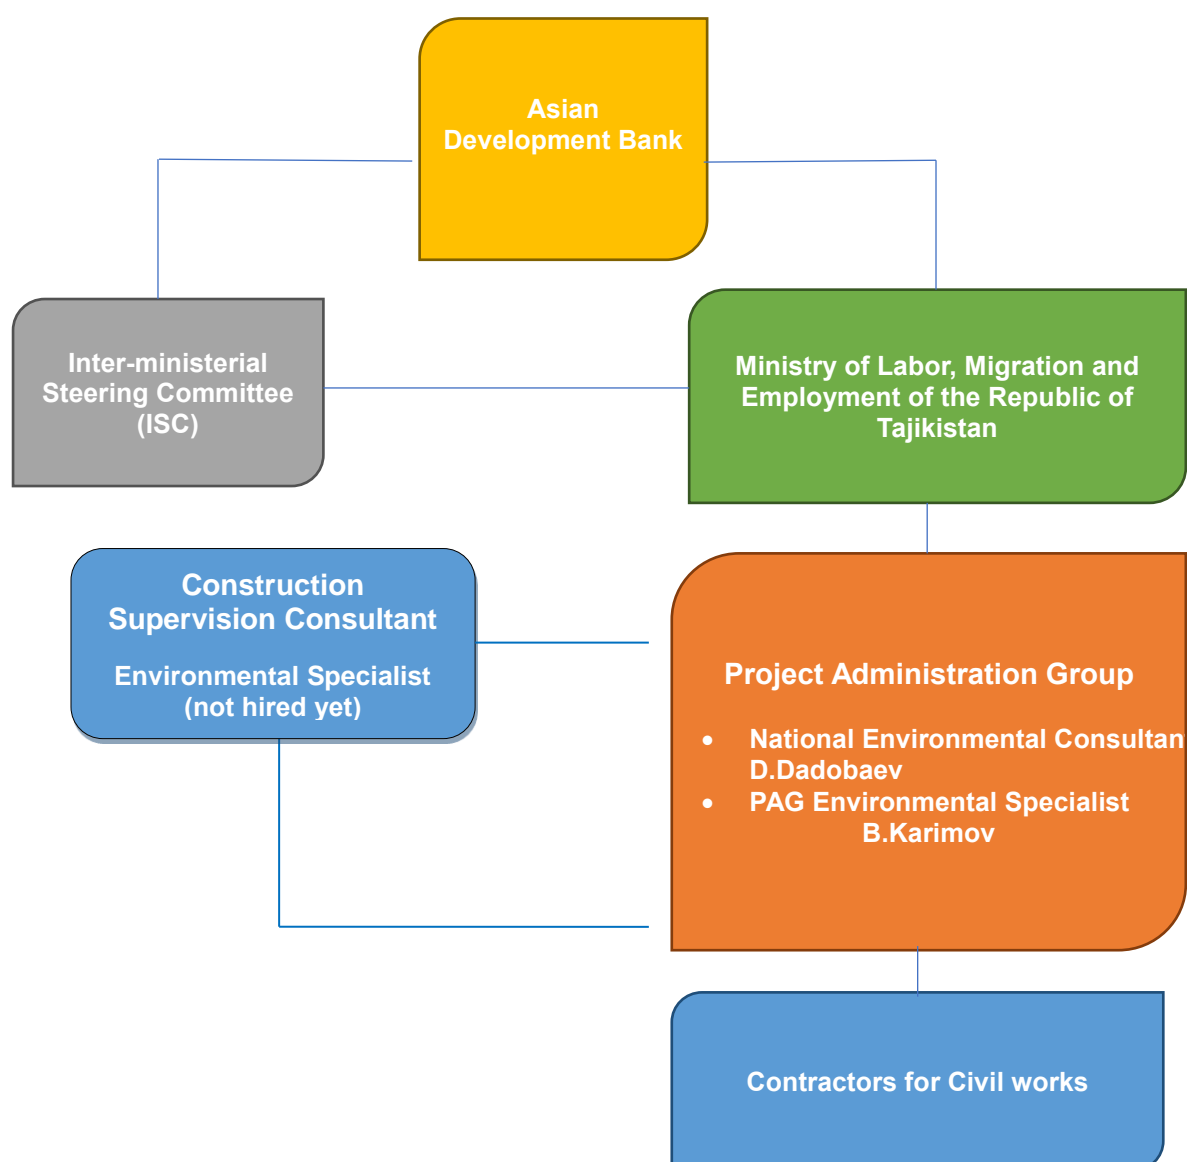 Asian
Development Bank
Inter-ministerial
Steering Committee
(ISC)
Ministry of Labor, Migration and
Employment of the Republic of
Tajikistan
Construction
Supervision Consultant
Environmental Specialist
(not hired yet)
Project Administration Group
• National Environmental Consultan
D.Dadobaev
• PAG Environmental Specialist
B.Karimov
Contractors for Civil works